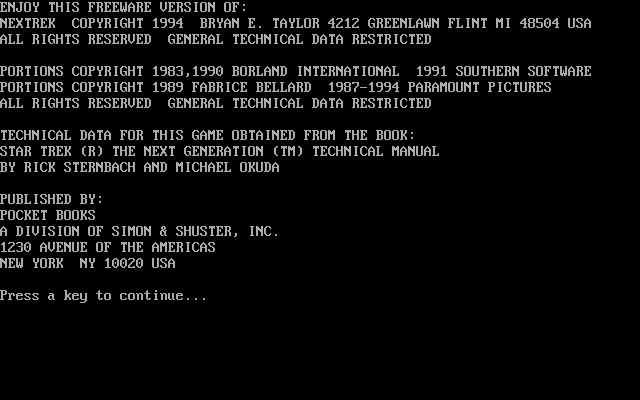 ENJOY THIS FREEWARE VERSION OF:
NEXTREK  COPYRIGHT 1994  BRYAN E. TAYLOR 4212 GREENLAWN FLINT MI 48504 USA
ALL RIGHTS RESERVED  GENERAL TECHNICAL DATA RESTRICTED
PORTIONS COPYRIGHT 1983,1990 BORLAND INTERNATIONAL  1991 SOUTHERN SOFTWARE
PORTIONS COPYRIGHT 1989 FABRICE BELLARD  1987-1994 PARAMOUNT PICTURES
ALL RIGHTS RESERVED  GENERAL TECHNICAL DATA RESTRICTED
TECHNICAL DATA FOR THIS GAME OBTAINED FROM THE BOOK:
STAR TREK (R) THE NEXT GENERATION (TM) TECHNICAL MANUAL
BY RICK STERNBACH AND MICHAEL OKUDA
PUBLISHED BY:
POCKET BOOKS
A DIVISION OF SIMON & SHUSTER, INC.
1230 AVENUE OF THE AMERICAS
NEW YORK  NY 10020 USA
Press a key to continue...